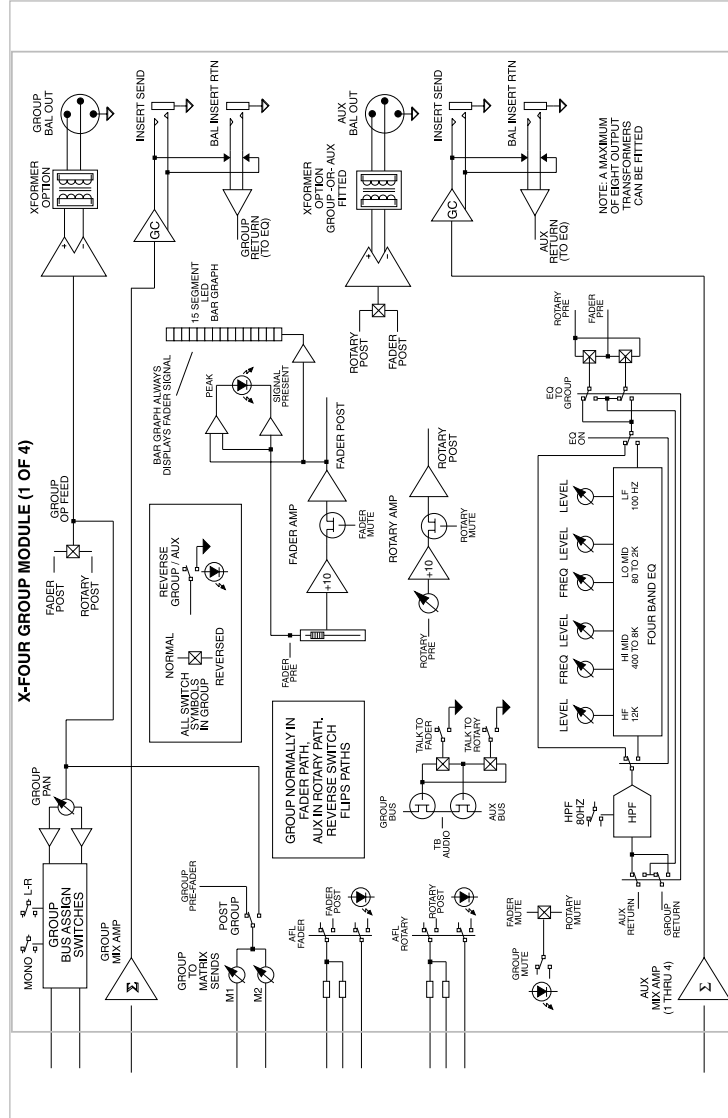 X-FOUR GROUP MODULE (1 OF 4)
MONO
L-R
GROUP
BUS ASSIGN
SWITCHES
GROUP
PAN
FADER
POST
ROTARY
POST
GROUP
OP FEED
+
−
XFORMER
OPTION
GROUP
BAL OUT
GROUP
MIX AMP
Σ
GC
INSERT SEND
BAL INSERT RTN
GROUP
RETURN
(TO EQ)
GROUP
TO
MATRIX
SENDS
M1
M2
GROUP
PRE-FADER
POST
GROUP
NORMAL
ALL SWITCH
SYMBOLS
IN GROUP
REVERSED
REVERSE
GROUP / AUX
BAR GRAPH ALWAYS
DISPLAYS FADER SIGNAL
15 SEGMENT
LED
BAR GRAPH
PEAK
SIGNAL
PRESENT
GROUP NORMALLY IN
FADER PATH,
AUX IN ROTARY PATH.
REVERSE SWITCH
FLIPS PATHS
FADER
PRE
FADER AMP
+10
FADER
MUTE
FADER POST
AFL
FADER
FADER
POST
AFL
ROTARY
ROTARY
POST
GROUP
BUS
TB
AUDIO
AUX
BUS
TALK TO
FADER
TALK TO
ROTARY
ROTARY
PRE
ROTARY AMP
+10
ROTARY
MUTE
ROTARY
POST
ROTARY
POST
FADER
POST
+
−
XFORMER
OPTION
GROUP -OR- AUX
FITTED
AUX
BAL OUT
GC
INSERT SEND
BAL INSERT RTN
AUX
RETURN
(TO EQ)
NOTE: A MAXIMUM
OF EIGHT OUTPUT
TRANSFORMERS
CAN BE FITTED
GROUP
MUTE
FADER
MUTE
ROTARY
MUTE
AUX
RETURN
GROUP
RETURN
HPF
80HZ
HPF
LEVEL
FREQ
LEVEL
FREQ
LEVEL
LEVEL
HF
12K
HI MID
400 TO 8K
LO MID
80 TO 2K
LF
100 HZ
FOUR BAND EQ
EQ
ON
EQ
TO
GROUP
ROTARY
PRE
FADER
PRE
AUX
MIX AMP
(1 THRU 4)
Σ